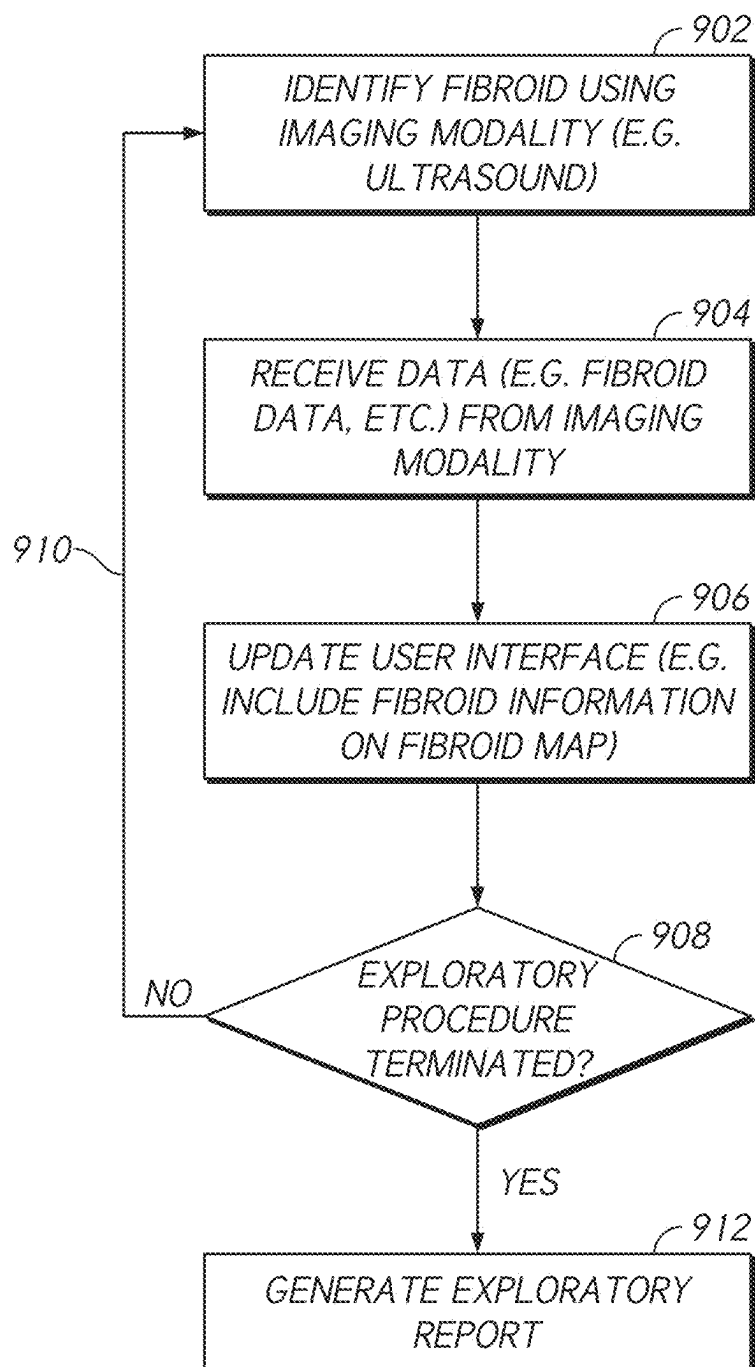 902
IDENTIFY FIBROID USING
IMAGING MODALITY (E.G.
ULTRASOUND)
904
RECEIVE DATA (E.G. FIBROID
DATA, ETC.) FROM IMAGING
MODALITY
910
906
UPDATE USER INTERFACE (E.G.
INCLUDE FIBROID INFORMATION
ON FIBROID MAP)
908
NO
EXPLORATORY
PROCEDURE
TERMINATED?
YES
912
GENERATE EXPLORATORY
REPORT